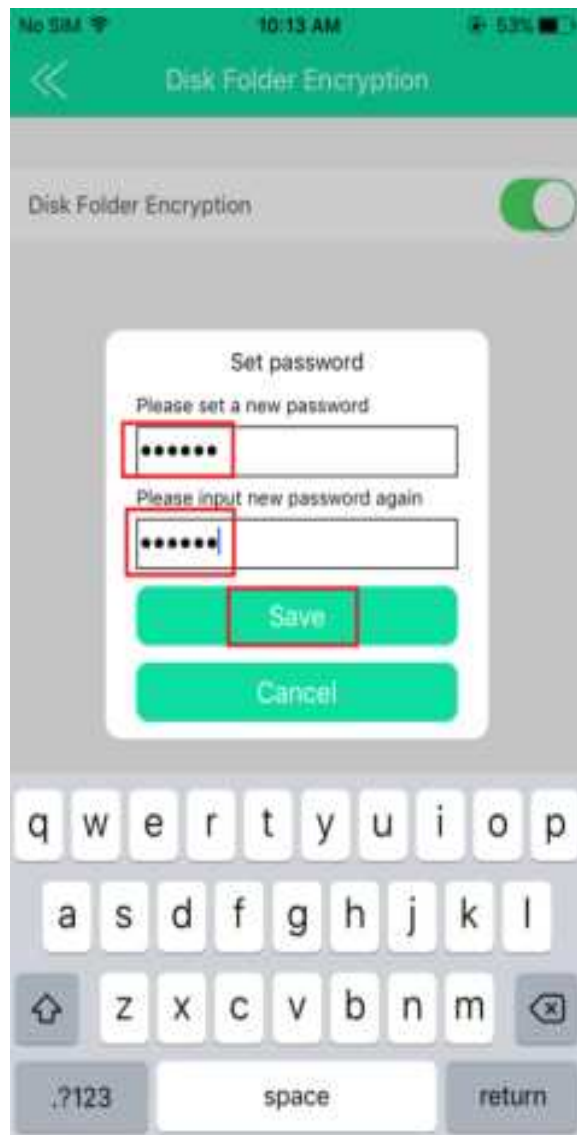 No SIM 10:13 AM 53%
Disk Folder Encryption
Disk Folder Encryption
Set password
Please set a new password
••••••
Please input new password again
••••••
Save
Cancel
q w e r t y u i o p
a s d f g h j k l
z x c v b n m
.?123 space return